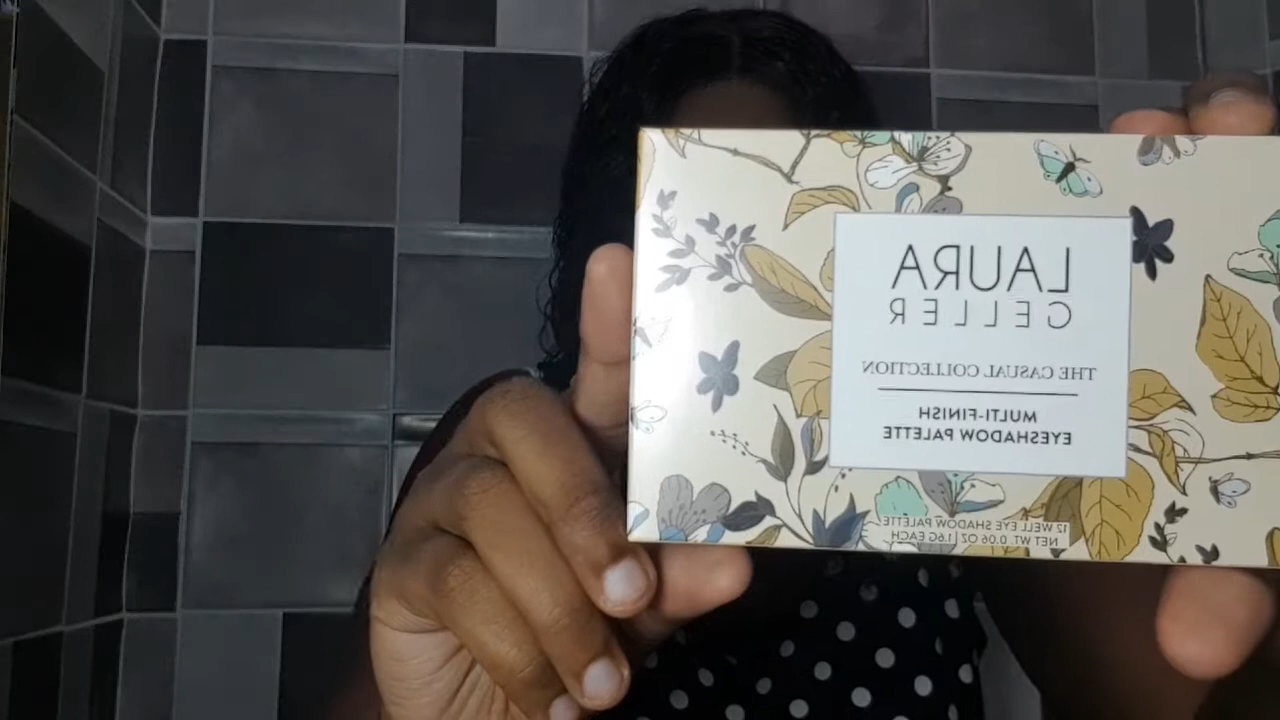 LAURA
GELLER
THE CASUAL COLLECTION
MULTI-FINISH
EYESHADOW PALETTE
12 WELL EYE SHADOW PALETTE
NET WT. 0.06 OZ | 1.6G EACH